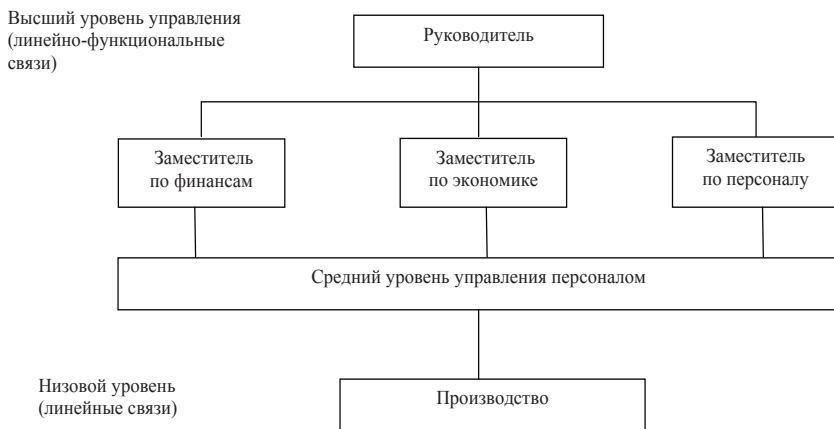 Высший уровень управления
(линейно-функциональные
связи)
Руководитель
Заместитель
по финансам
Заместитель
по экономике
Заместитель
по персоналу
Средний уровень управления персоналом
Низовой уровень
(линейные связи)
Производство